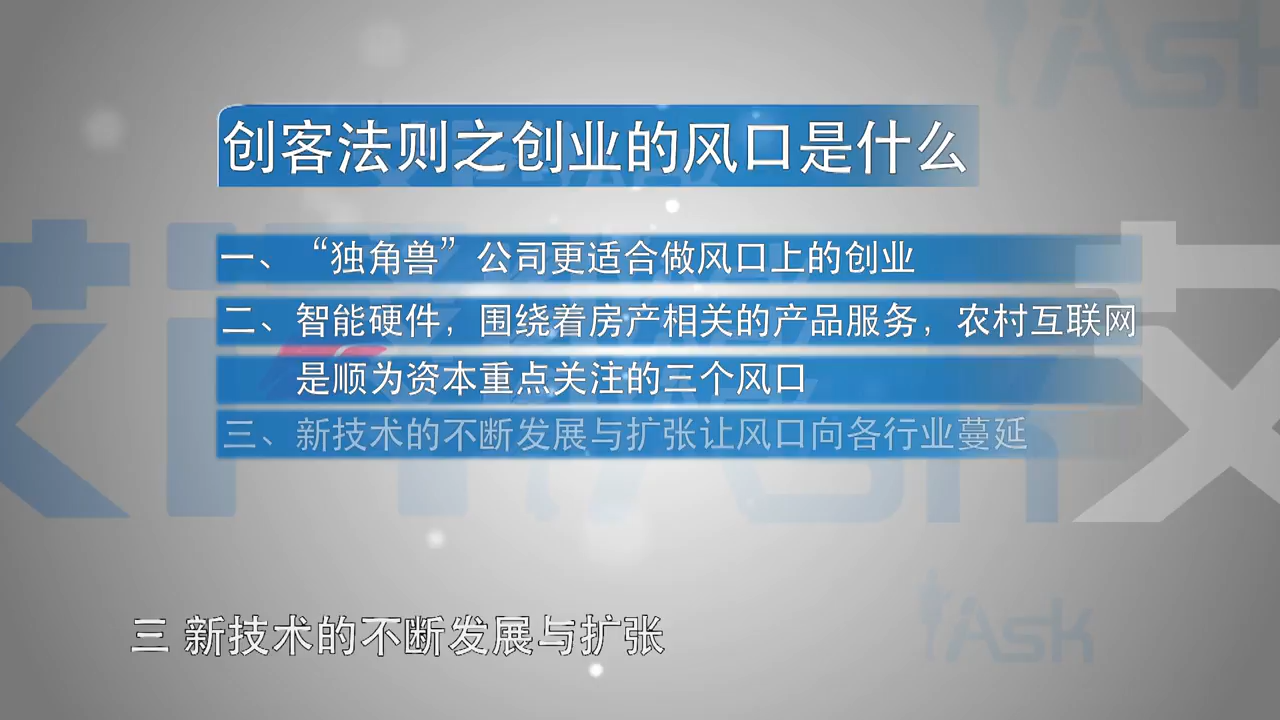 创客法则之创业的风口是什么
一、“独角兽”公司更适合做风口上的创业
二、智能硬件，围绕着房产相关的产品服务，农村互联网
是顺为资本重点关注的三个风口
三、新技术的不断发展与扩张让风口向各行业蔓延
三 新技术的不断发展与扩张
iAsk
iAsk